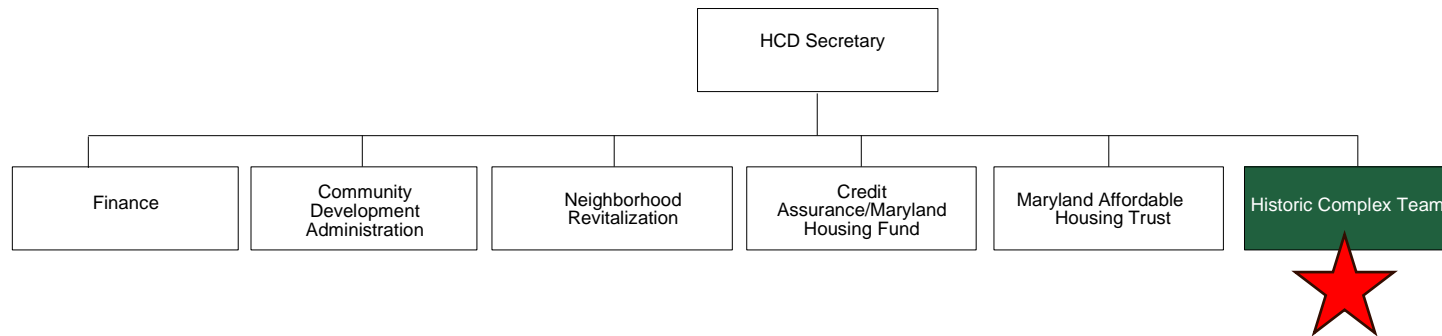 HCD Secretary
Finance
Community
Development
Administration
Neighborhood
Revitalization
Credit
Assurance/Maryland
Housing Fund
Maryland Affordable
Housing Trust
Historic Complex Team